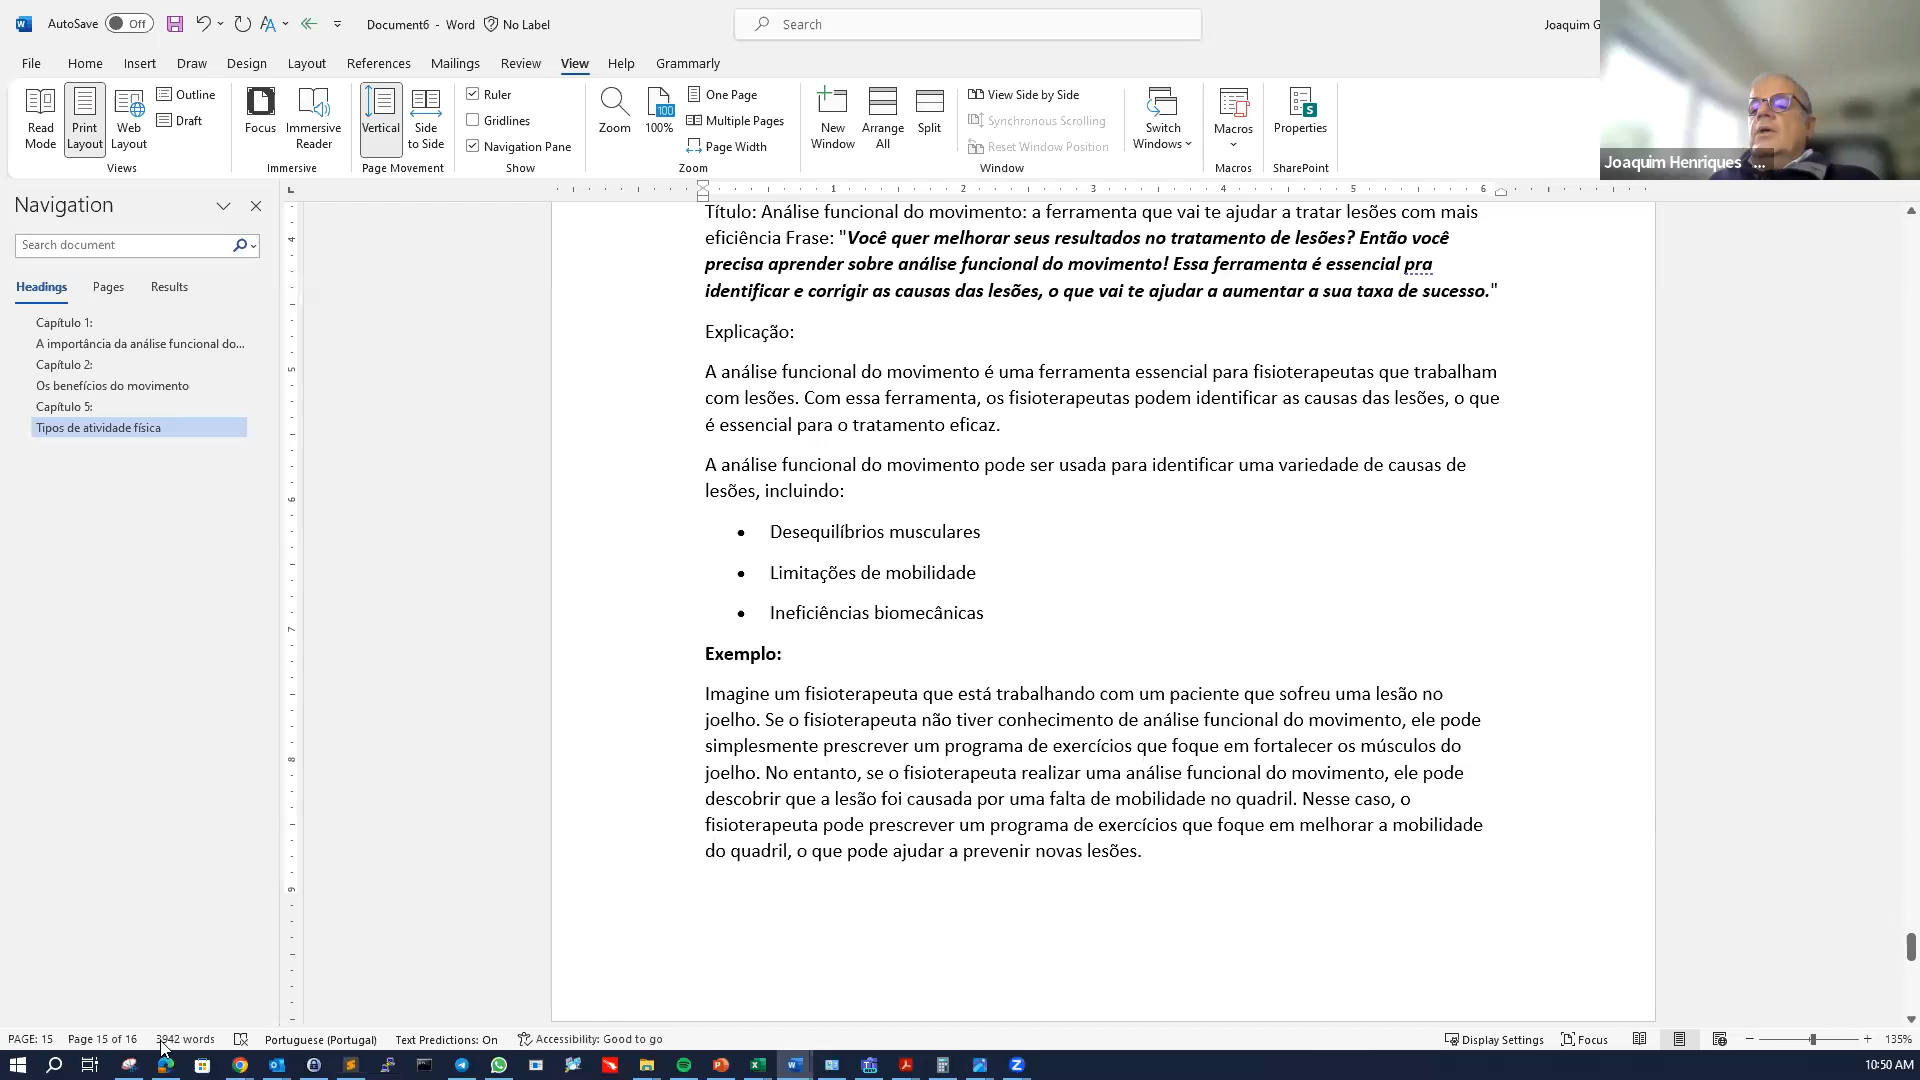 AutoSave Off Document6 - Word No Label Search Joaquim G
File Home Insert Draw Design Layout References Mailings Review View Help Grammarly
Read Mode
Print Layout
Web Layout
Outline
Draft
Views
Focus
Immersive Reader
Immersive
Vertical
Side to Side
Page Movement
Ruler
Gridlines
Navigation Pane
Show
Zoom
100%
One Page
Multiple Pages
Page Width
Zoom
New Window
Arrange All
Split
View Side by Side
Synchronous Scrolling
Reset Window Position
Window
Switch Windows
Macros
Macros
Properties
SharePoint
Joaquim Henriques ...
Navigation
Search document
Headings Pages Results
Capítulo 1:
A importância da análise funcional do...
Capítulo 2:
Os benefícios do movimento
Capítulo 5:
Tipos de atividade física
1 2 3 4 5 6
4
5
6
7
8
9
Título: Análise funcional do movimento: a ferramenta que vai te ajudar a tratar lesões com mais
eficiência Frase: "Você quer melhorar seus resultados no tratamento de lesões? Então você
precisa aprender sobre análise funcional do movimento! Essa ferramenta é essencial pra
identificar e corrigir as causas das lesões, o que vai te ajudar a aumentar a sua taxa de sucesso."
Explicação:
A análise funcional do movimento é uma ferramenta essencial para fisioterapeutas que trabalham
com lesões. Com essa ferramenta, os fisioterapeutas podem identificar as causas das lesões, o que
é essencial para o tratamento eficaz.
A análise funcional do movimento pode ser usada para identificar uma variedade de causas de
lesões, incluindo:
• Desequilíbrios musculares
• Limitações de mobilidade
• Ineficiências biomecânicas
Exemplo:
Imagine um fisioterapeuta que está trabalhando com um paciente que sofreu uma lesão no
joelho. Se o fisioterapeuta não tiver conhecimento de análise funcional do movimento, ele pode
simplesmente prescrever um programa de exercícios que foque em fortalecer os músculos do
joelho. No entanto, se o fisioterapeuta realizar uma análise funcional do movimento, ele pode
descobrir que a lesão foi causada por uma falta de mobilidade no quadril. Nesse caso, o
fisioterapeuta pode prescrever um programa de exercícios que foque em melhorar a mobilidade
do quadril, o que pode ajudar a prevenir novas lesões.
PAGE: 15 Page 15 of 16 3942 words Portuguese (Portugal) Text Predictions: On Accessibility: Good to go Display Settings Focus 135%
10:50 AM